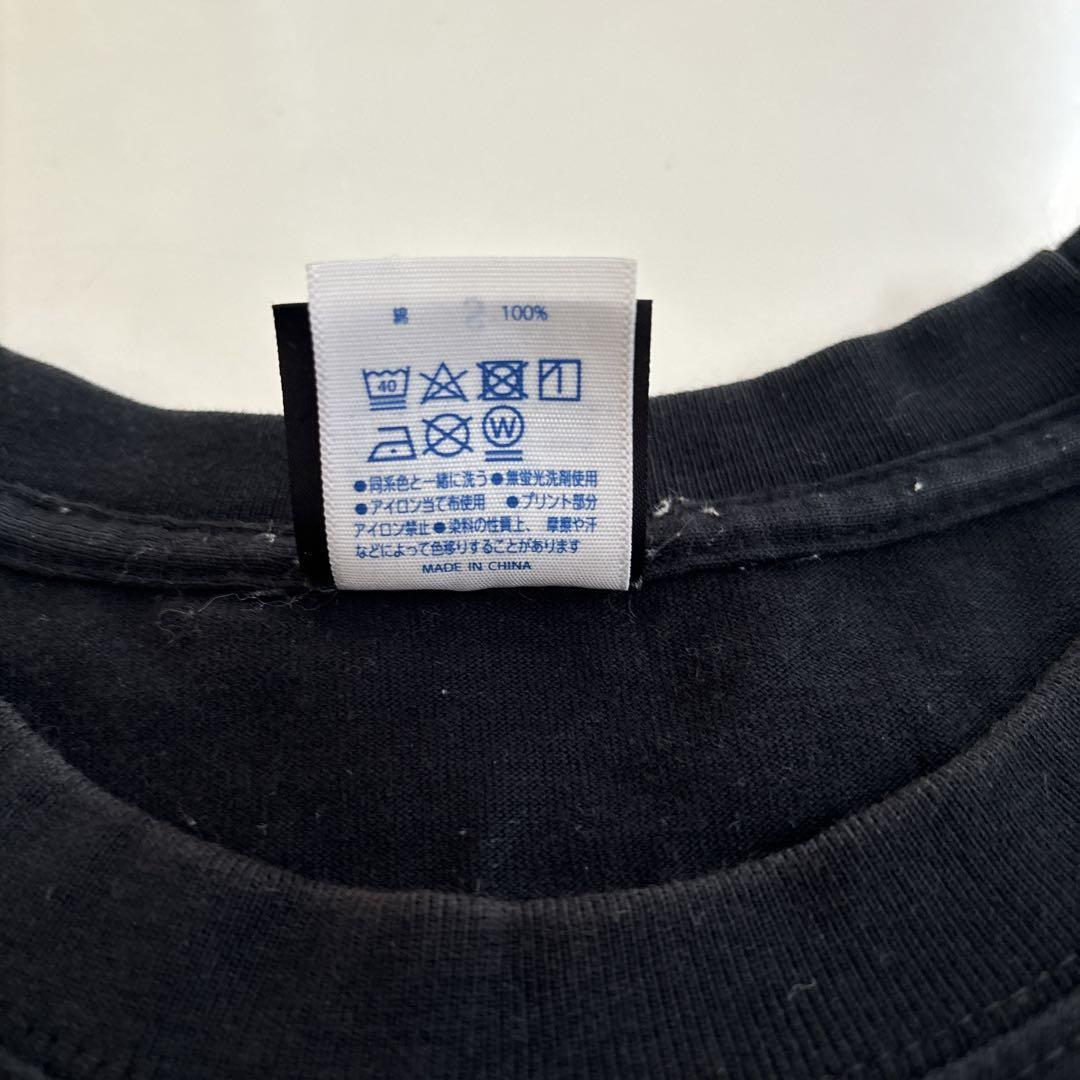 綿 S 100%
40
W
●同系色と一緒に洗う●無蛍光洗剤使用
●アイロン当て布使用 ●プリント部分
アイロン禁止●染料の性質上、摩擦や汗
などによって色移りすることがあります
MADE IN CHINA